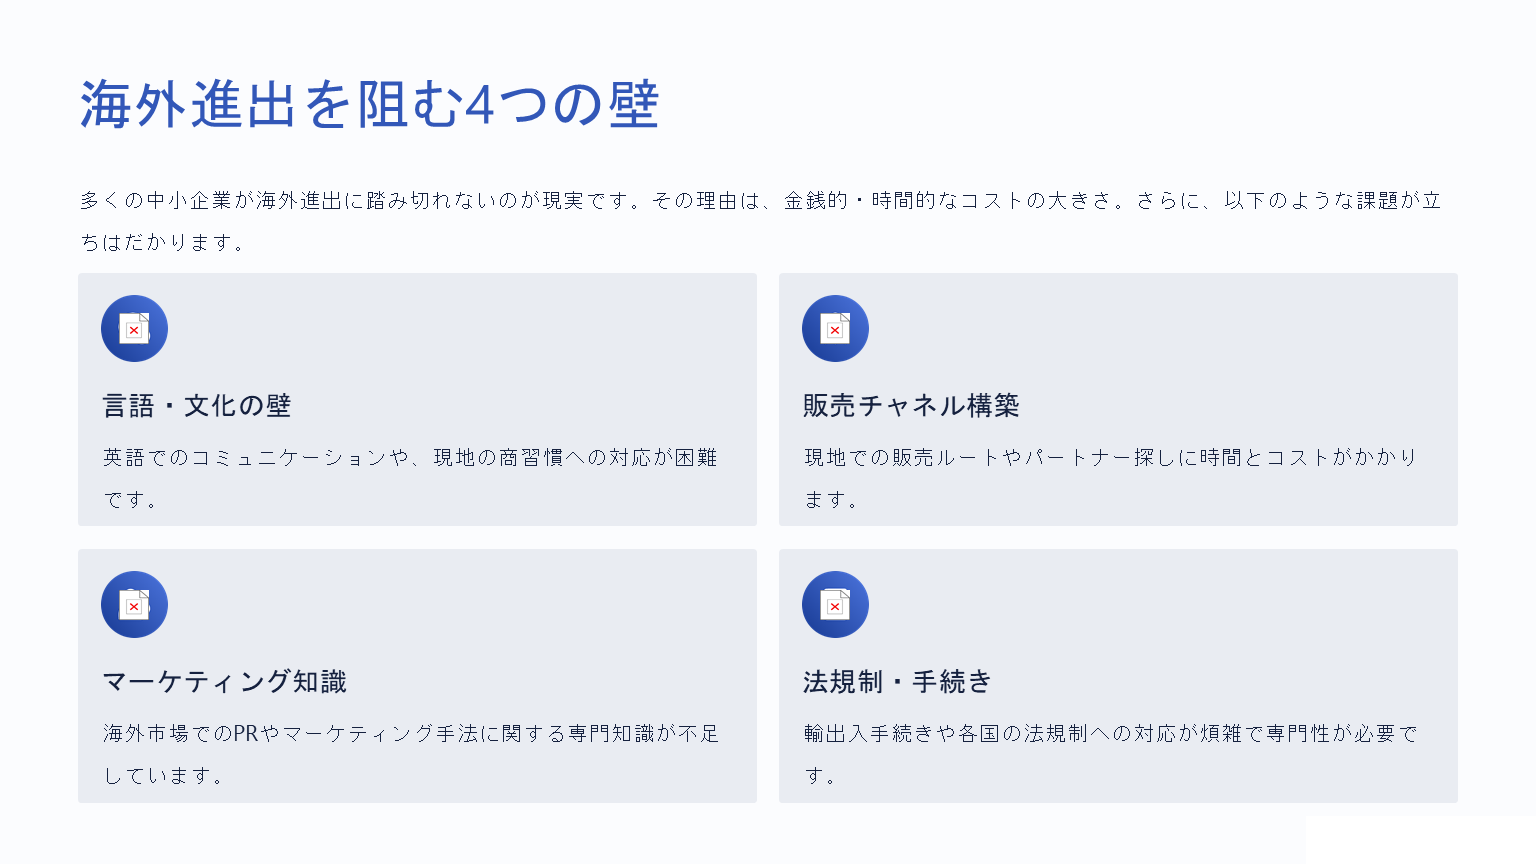 海外進出を阻む4つの壁
多くの中小企業が海外進出に踏み切れないのが現実です。その理由は、金銭的・時間的なコストの大きさ。さらに、以下のような課題が立
ちはだかります。
言語・文化の壁
英語でのコミュニケーションや、現地の商習慣への対応が困難
です。
販売チャネル構築
現地での販売ルートやパートナー探しに時間とコストがかかり
ます。
マーケティング知識
海外市場でのPRやマーケティング手法に関する専門知識が不足
しています。
法規制・手続き
輸出入手続きや各国の法規制への対応が煩雑で専門性が必要で
す。